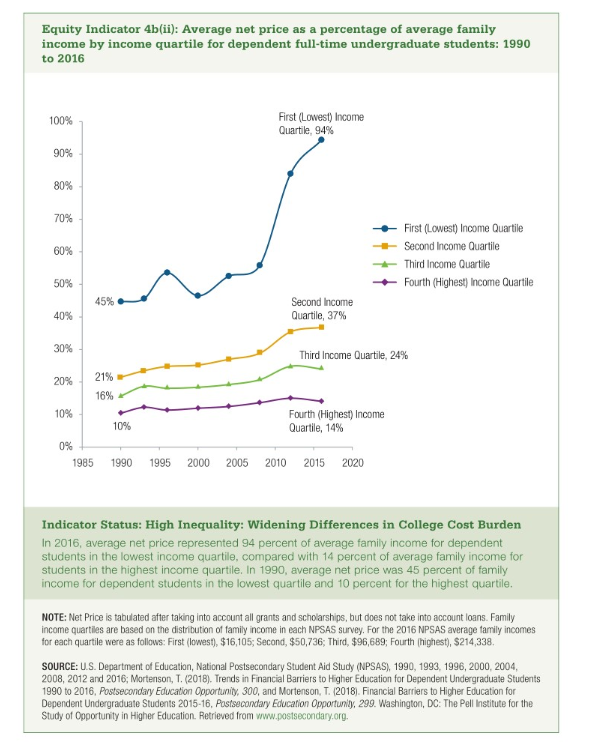 Equity Indicator 4b(ii): Average net price as a percentage of average family
income by income quartile for dependent full-time undergraduate students: 1990
to 2016
First (Lowest) Income
Quartile, 94%
100%
90%
80%
70%
60%
50%
40%
30%
20%
10%
0%
45%
21%
16%
10%
Second Income
Quartile, 37%
Third Income Quartile, 24%
Fourth (Highest) Income
Quartile, 14%
First (Lowest) Income Quartile
Second Income Quartile
Third Income Quartile
Fourth (Highest) Income Quartile
1985 1990 1995 2000 2005 2010 2015 2020
Indicator Status: High Inequality: Widening Differences in College Cost Burden
In 2016, average net price represented 94 percent of average family income for dependent
students in the lowest income quartile, compared with 14 percent of average family income for
students in the highest income quartile. In 1990, average net price was 45 percent of family
income for dependent students in the lowest quartile and 10 percent for the highest quartile.
NOTE: Net Price is tabulated after taking into account all grants and scholarships, but does not take into account loans. Family
income quartiles are based on the distribution of family income in each NPSAS survey. For the 2016 NPSAS average family incomes
for each quartile were as follows: First (lowest), $16,105; Second, $50,736; Third, $96,689; Fourth (highest), $214,338.
SOURCE: U.S. Department of Education, National Postsecondary Student Aid Study (NPSAS), 1990, 1993, 1996, 2000, 2004,
2008, 2012 and 2016; Mortenson, T. (2018). Trends in Financial Barriers to Higher Education for Dependent Undergraduate Students
1990 to 2016, Postsecondary Education Opportunity, 300, and Mortenson, T. (2018). Financial Barriers to Higher Education for
Dependent Undergraduate Students 2015-16, Postsecondary Education Opportunity, 299. Washington, DC: The Pell Institute for the
Study of Opportunity in Higher Education. Retrieved from www.postsecondary.org.